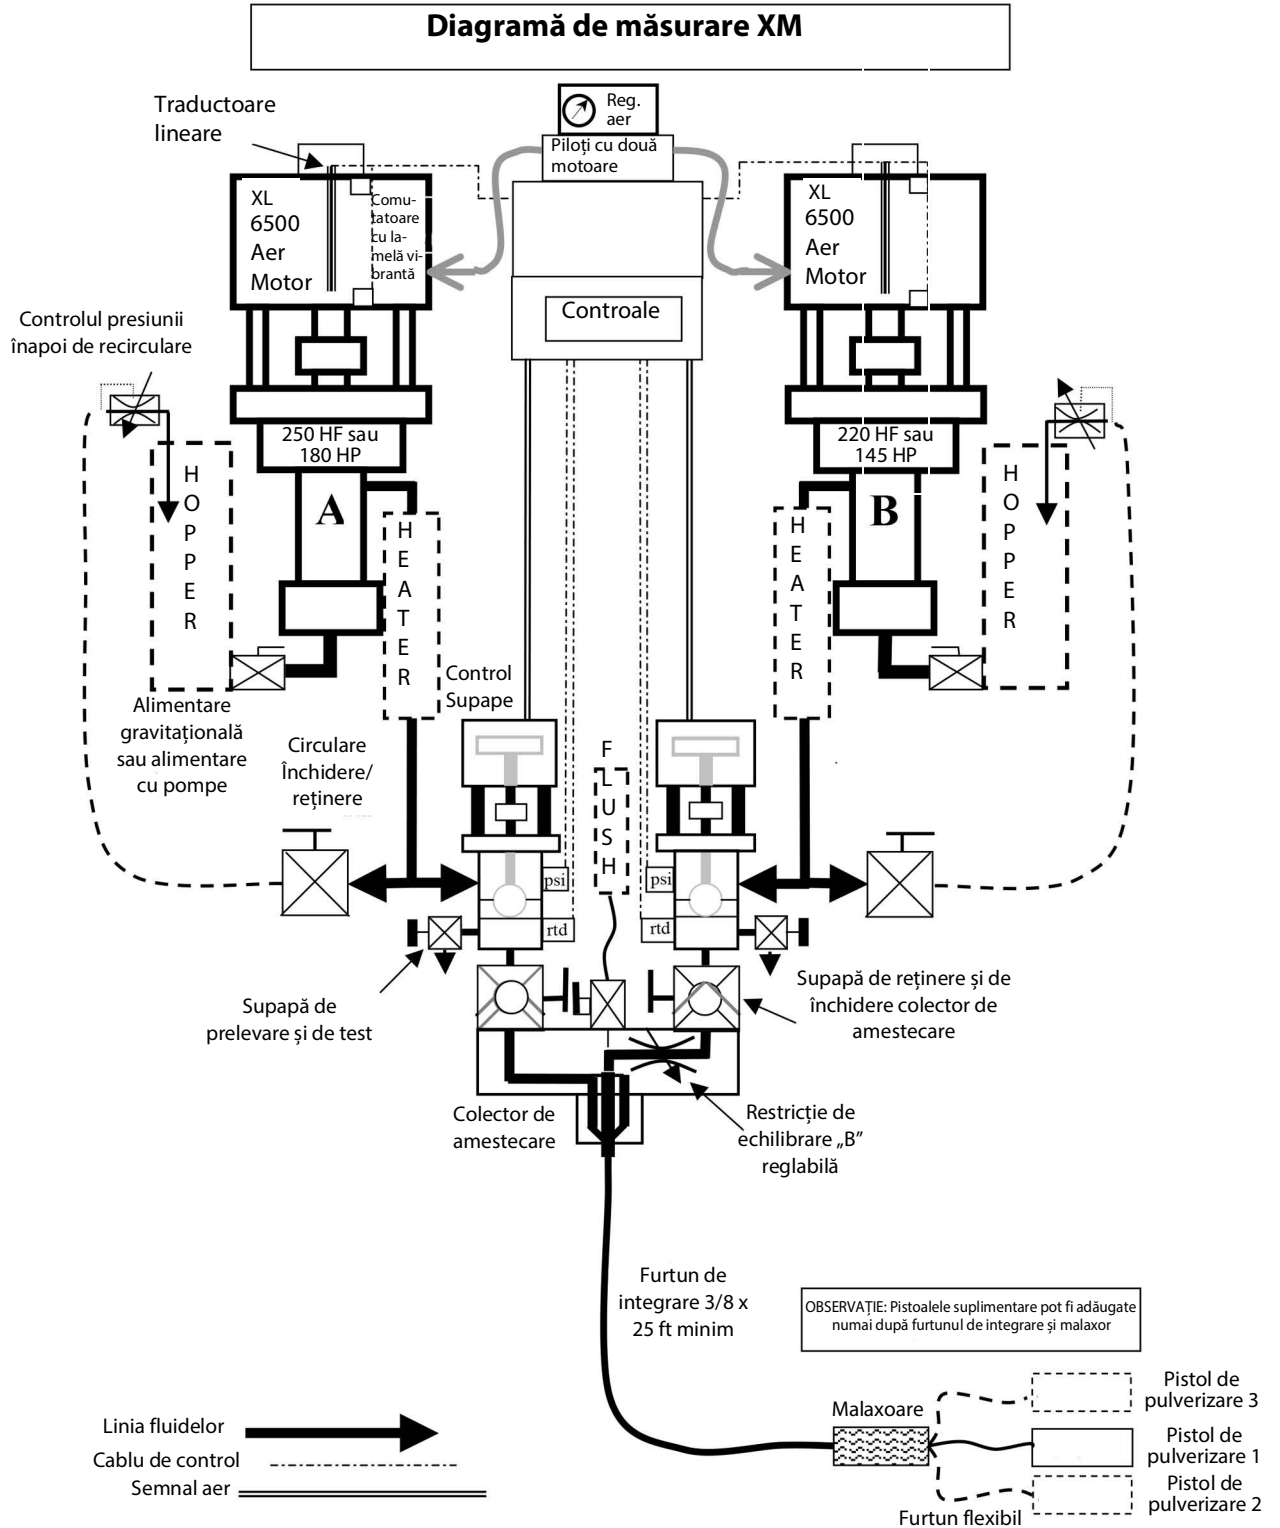 Diagramă de măsurare XM
Traductoare
lineare
Reg.
aer
Piloți cu două
motoare
XL
6500
Aer
Motor
Comu-
tatoare
cu la-
melă vi-
brantă
XL
6500
Aer
Motor
Controale
Controlul presiunii
înapoi de recirculare
250 HF sau
180 HP
220 HF sau
145 HP
HOPPER
A
HEATER
HEATER
B
HOPPER
Control
Supape
Alimentare
gravitațională
sau alimentare
cu pompe
Circulare
Închidere/
reținere
FLUSH
psi
psi
rtd
rtd
Supapă de
prelevare și de test
Supapă de reținere și de
închidere colector de
amestecare
Colector de
amestecare
Restricție de
echilibrare „B”
reglabilă
Furtun de
integrare 3/8 x
25 ft minim
OBSERVAȚIE: Pistoalele suplimentare pot fi adăugate
numai după furtunul de integrare și malaxor
Malaxoare
Pistol de
pulverizare 3
Pistol de
pulverizare 1
Pistol de
pulverizare 2
Furtun flexibil
Linia fluidelor
Cablu de control
Semnal aer